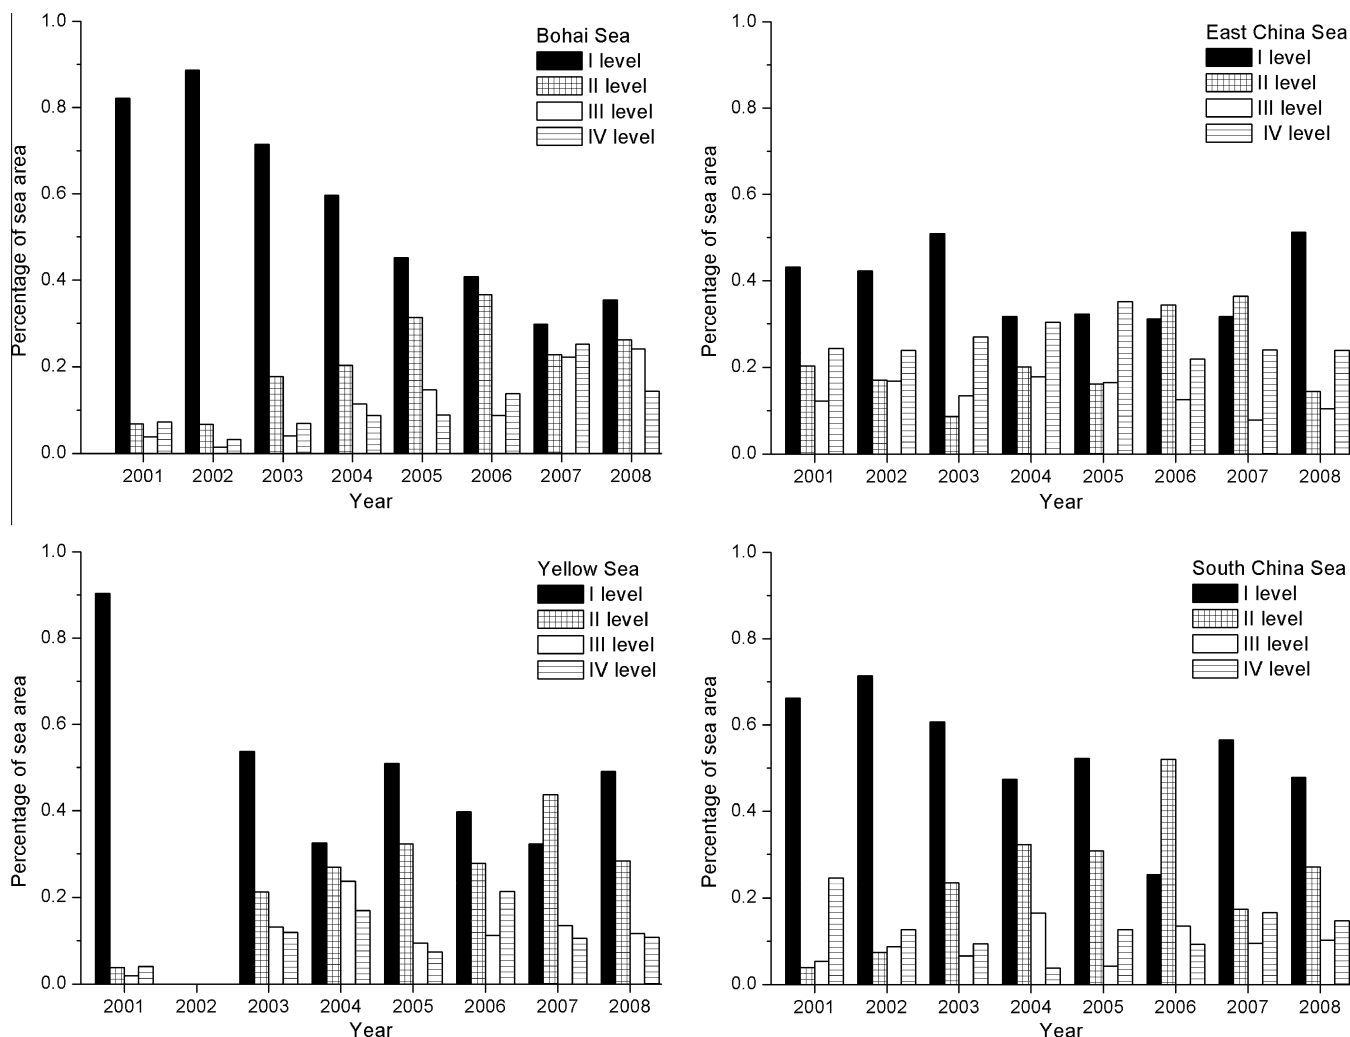 Bohai Sea
I level
II level
III level
IV level
Percentage of sea area
1.0
0.8
0.6
0.4
0.2
0.0
2001 2002 2003 2004 2005 2006 2007 2008
Year
East China Sea
I level
II level
III level
IV level
Percentage of sea area
1.0
0.8
0.6
0.4
0.2
0.0
2001 2002 2003 2004 2005 2006 2007 2008
Year
Yellow Sea
I level
II level
III level
IV level
Percentage of sea area
1.0
0.8
0.6
0.4
0.2
0.0
2001 2002 2003 2004 2005 2006 2007 2008
Year
South China Sea
I level
II level
III level
IV level
Percentage of sea area
1.0
0.8
0.6
0.4
0.2
0.0
2001 2002 2003 2004 2005 2006 2007 2008
Year